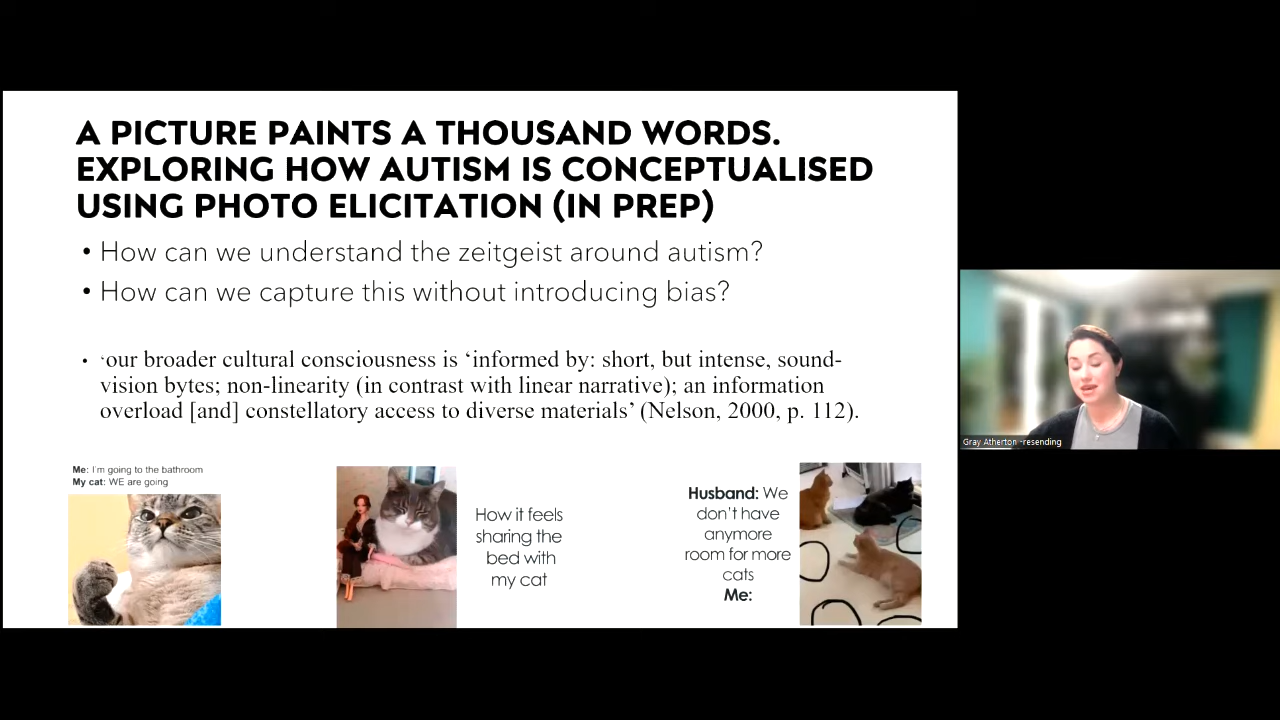 A PICTURE PAINTS A THOUSAND WORDS.
EXPLORING HOW AUTISM IS CONCEPTUALISED
USING PHOTO ELICITATION (IN PREP)
• How can we understand the zeitgeist around autism?
• How can we capture this without introducing bias?
• ‘our broader cultural consciousness is ‘informed by: short, but intense, sound-
vision bytes; non-linearity (in contrast with linear narrative); an information
overload [and] constellatory access to diverse materials’ (Nelson, 2000, p. 112).
Me: I'm going to the bathroom
My cat: WE are going
How it feels
sharing the
bed with
my cat
Husband: We
don't have
anymore
room for more
cats
Me:
Gray Atherton -resending